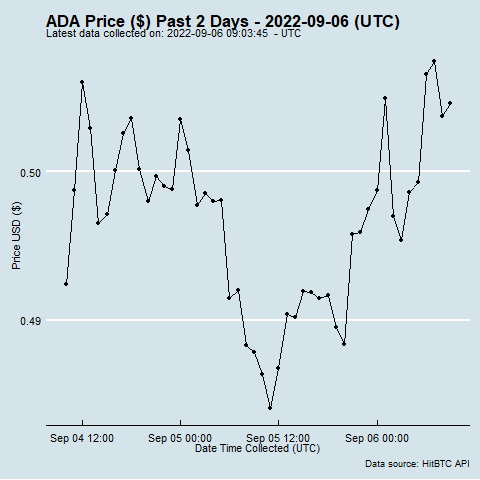 ADA Price ($) Past 2 Days - 2022-09-06 (UTC)
Latest data collected on: 2022-09-06 09:03:45 - UTC
0.50
Price USD ($)
0.49
Sep 04 12:00 Sep 05 00:00 Sep 05 12:00 Sep 06 00:00
Date Time Collected (UTC)
Data source: HitBTC API